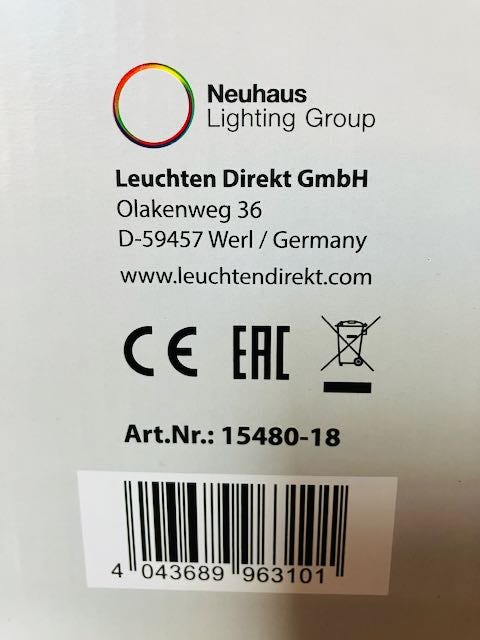 Neuhaus
Lighting Group
Leuchten Direkt GmbH
Olakenweg 36
D-59457 Werl / Germany
www.leuchtendirekt.com
CE EAC
Art.Nr.: 15480-18
4 043689 963101